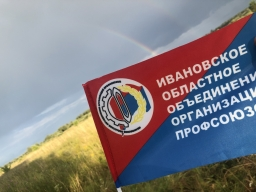 ИВАНОВСКОЕ
ОБЛАСТНОЕ
ОБЪЕДИНЕНИ
ОРГАНИЗАЦИ
ПРОФСОЮЗО